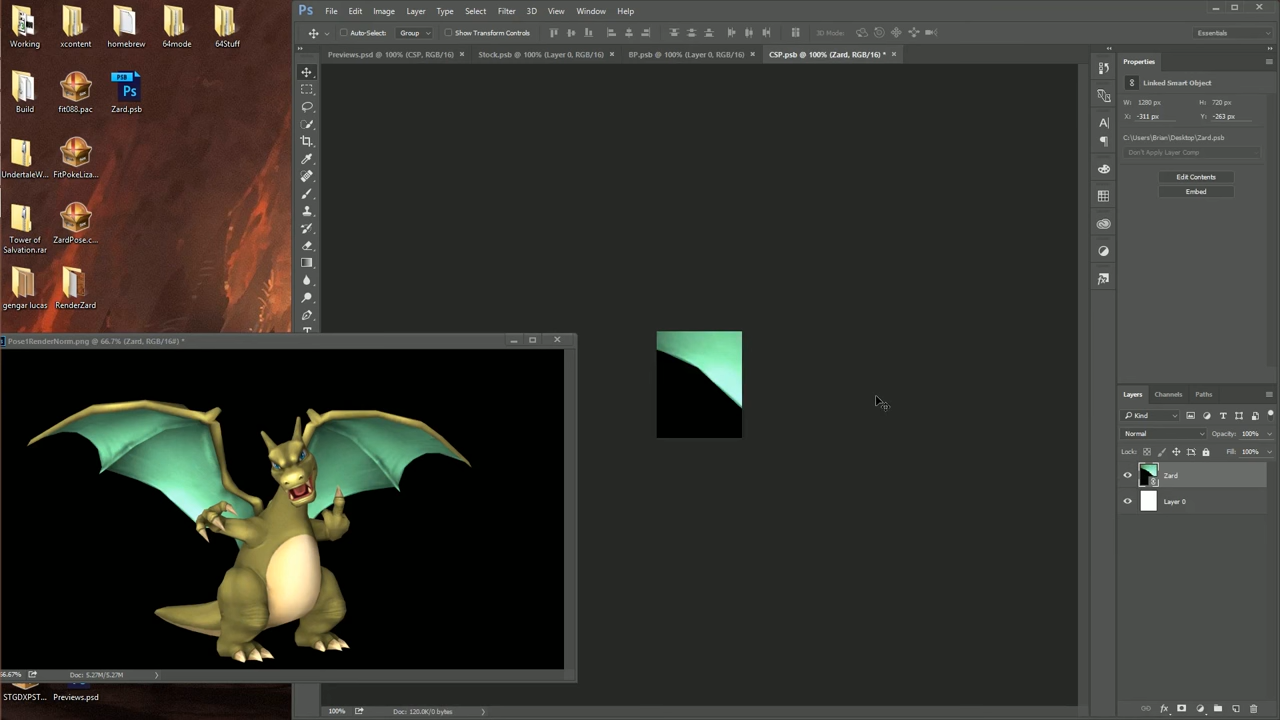 Working
xcontent
homebrew
64mode
64Stuff
Build
fit088.pac
PSB
Ps
Zard.psb
UndertaleW...
FitPokeLiza...
Tower of
Salvation.rar
ZardPose.c...
gengar lucas
RenderZard
STGDXPST...
Previews.psd
Ps File Edit Image Layer Type Select Filter 3D View Window Help
Auto-Select: Group Show Transform Controls 3D Mode: Essentials
Previews.psd @ 100% (CSP, RGB/16) × Stock.psb @ 100% (Layer 0, RGB/16) × BP.psb @ 100% (Layer 0, RGB/16) × CSP.psb @ 100% (Zard, RGB/16) * ×
Pose1RenderNorm.png @ 66.7% (Zard, RGB/16#) *
66.67% Doc: 5.27M/5.27M
100% Doc: 120.0K/0 bytes
Properties
Linked Smart Object
W: 1280 px H: 720 px
X: -311 px Y: -263 px
C:\Users\Brian\Desktop\Zard.psb
Don't Apply Layer Comp
Edit Contents
Embed
Layers Channels Paths
Kind
Normal Opacity: 100%
Lock: Fill: 100%
Zard
Layer 0